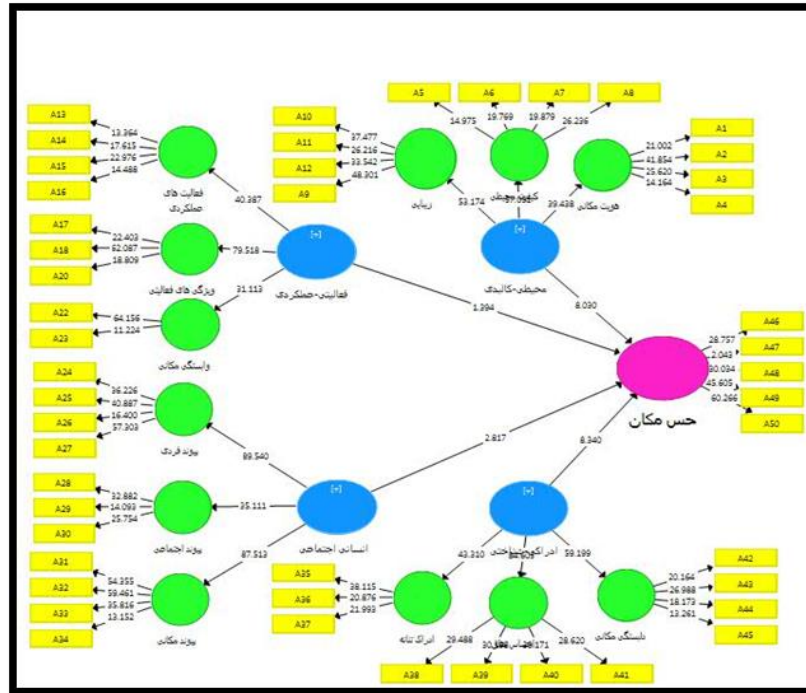 A5
A6
A7
A8
14.975
19.769
19.879
26.236
A13
A14
A15
A16
13.364
17.615
22.976
14.488
فعالیت های
عملکردی
A10
A11
A12
A9
37.477
26.216
33.542
48.301
زیبایی
کیفیت محیطی
A1
A2
A3
A4
21.002
41.854
25.620
14.164
هویت مکانی
40.387
53.174
39.438
A17
A18
A20
22.403
62.087
18.809
ویژگی های فعالیتی
79.518
[+]
فعالیتی-عملکردی
[+]
محیطی-کالبدی
A22
A23
64.156
11.224
وابستگی مکانی
31.113
1.394
8.030
A46
A47
A48
A49
A50
28.757
2.043
30.034
45.605
60.266
حس مکان
A24
A25
A26
A27
36.226
40.887
16.400
57.303
پیوند فردی
89.540
2.817
8.340
A28
A29
A30
32.882
14.093
25.754
پیوند اجتماعی
35.111
[+]
انسانی اجتماعی
[+]
A31
A32
A33
A34
54.355
59.461
35.816
13.152
پیوند مکانی
87.513
43.310
59.199
A35
A36
A37
38.115
20.876
21.993
ادراک تنانه
A42
A43
A44
A45
20.164
26.988
18.173
13.261
دلبستگی مکانی
29.488
28.620
A38
A39
A40
A41